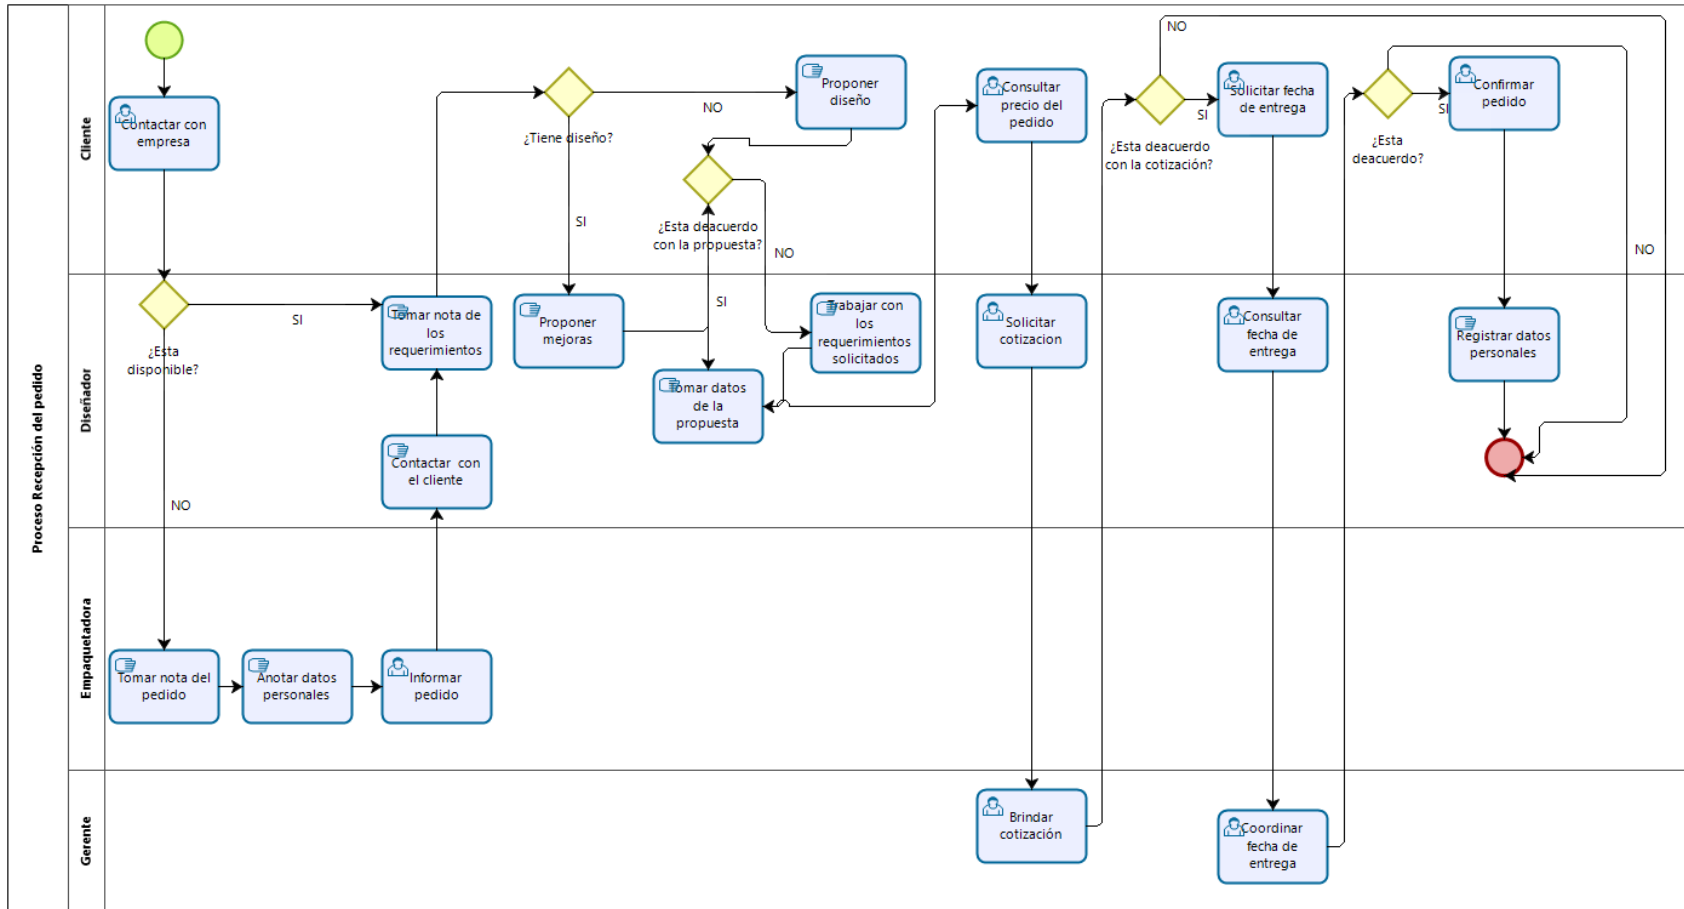 Proceso Recepción del pedido
Cliente
Contactar con
empresa
¿Tiene diseño?
NO
SI
Proponer
diseño
¿Esta deacuerdo
con la propuesta?
NO
SI
Consultar
precio del
pedido
NO
¿Esta deacuerdo
con la cotización?
SI
Solicitar fecha
de entrega
¿Esta
deacuerdo?
SI
NO
Confirmar
pedido
Diseñador
¿Esta
disponible?
SI
NO
Tomar nota de
los
requerimientos
Contactar con
el cliente
Proponer
mejoras
Tomar datos
de la
propuesta
Trabajar con
los
requerimientos
solicitados
Solicitar
cotizacion
Consultar
fecha de
entrega
Registrar datos
personales
Empaquetadora
Tomar nota del
pedido
Anotar datos
personales
Informar
pedido
Gerente
Brindar
cotización
Coordinar
fecha de
entrega